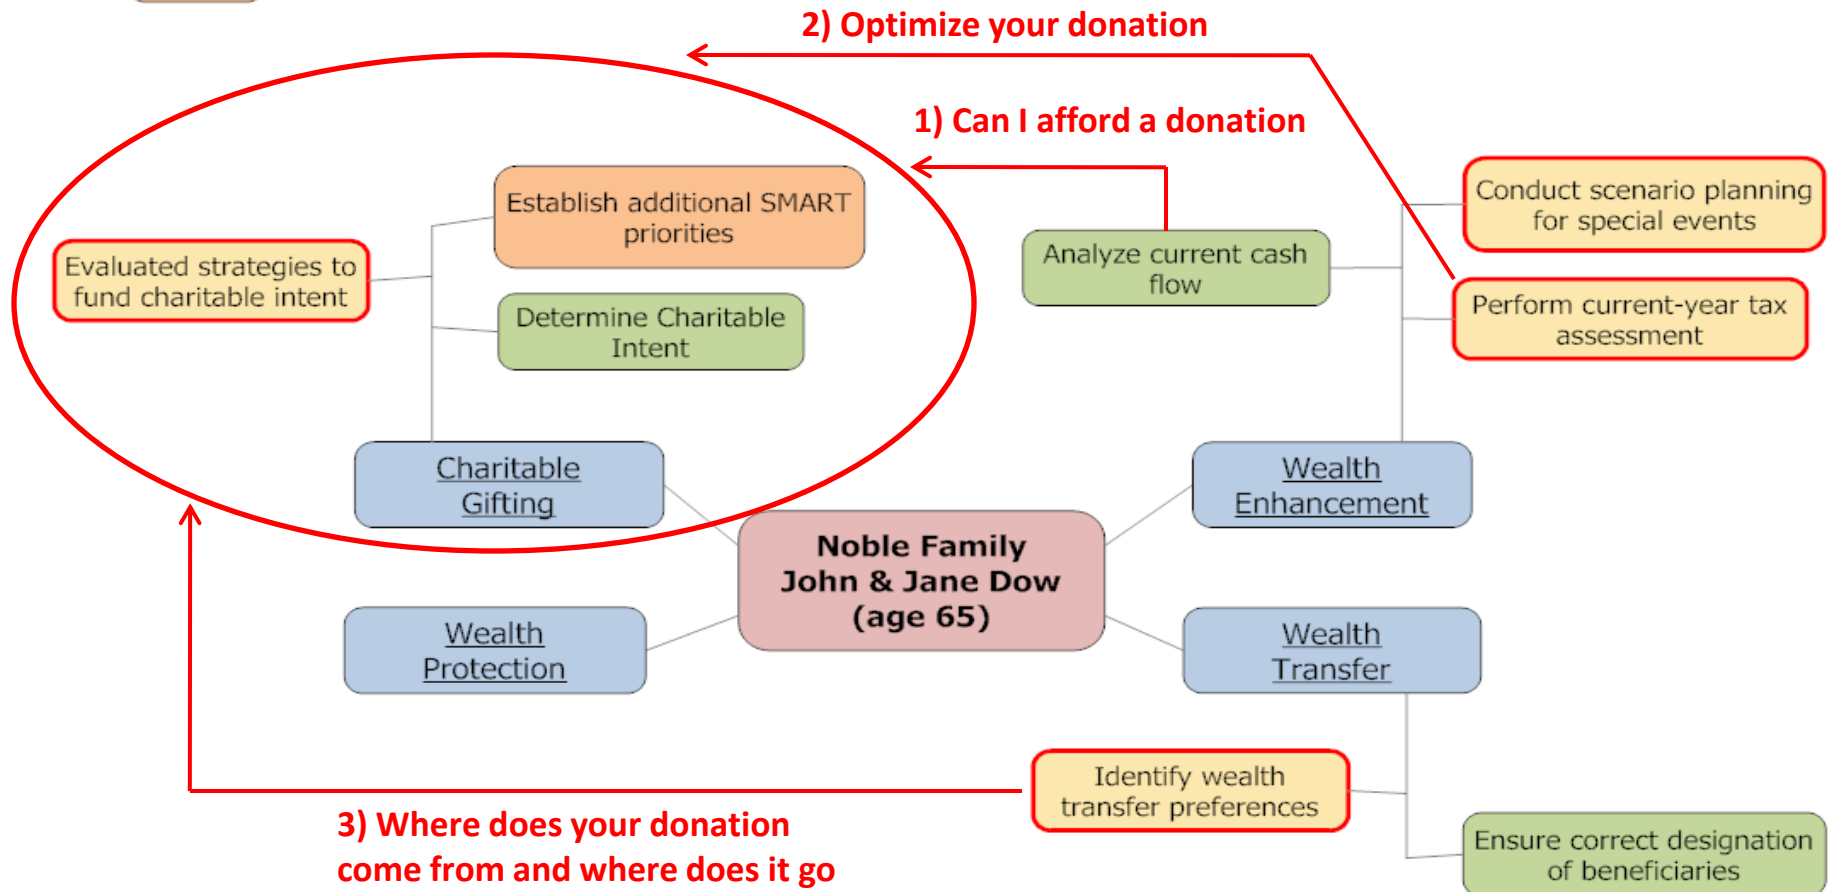 2) Optimize your donation
1) Can I afford a donation
Establish additional SMART
priorities
Evaluated strategies to
fund charitable intent
Determine Charitable
Intent
Charitable
Gifting
Analyze current cash
flow
Conduct scenario planning
for special events
Perform current-year tax
assessment
Wealth
Enhancement
Noble Family
John & Jane Dow
(age 65)
Wealth
Protection
Wealth
Transfer
Identify wealth
transfer preferences
Ensure correct designation
of beneficiaries
3) Where does your donation
come from and where does it go